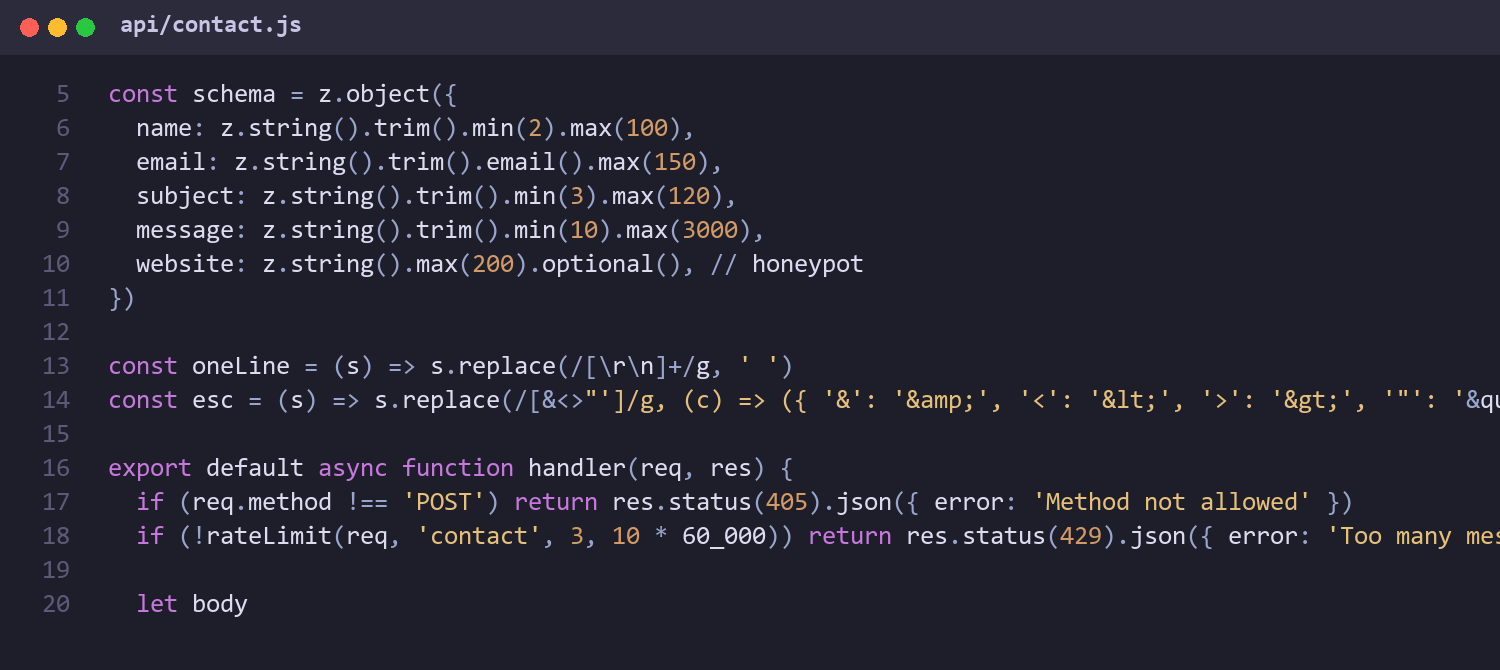 api/contact.js
5 const schema = z.object({
6 name: z.string().trim().min(2).max(100),
7 email: z.string().trim().email().max(150),
8 subject: z.string().trim().min(3).max(120),
9 message: z.string().trim().min(10).max(3000),
10 website: z.string().max(200).optional(), // honeypot
11 })
12
13 const oneLine = (s) => s.replace(/[\r\n]+/g, ' ')
14 const esc = (s) => s.replace(/[&<>"']/g, (c) => ({ '&': '&amp;', '<': '&lt;', '>': '&gt;', '"': '&qu
15
16 export default async function handler(req, res) {
17 if (req.method !== 'POST') return res.status(405).json({ error: 'Method not allowed' })
18 if (!rateLimit(req, 'contact', 3, 10 * 60_000)) return res.status(429).json({ error: 'Too many mes
19
20 let body